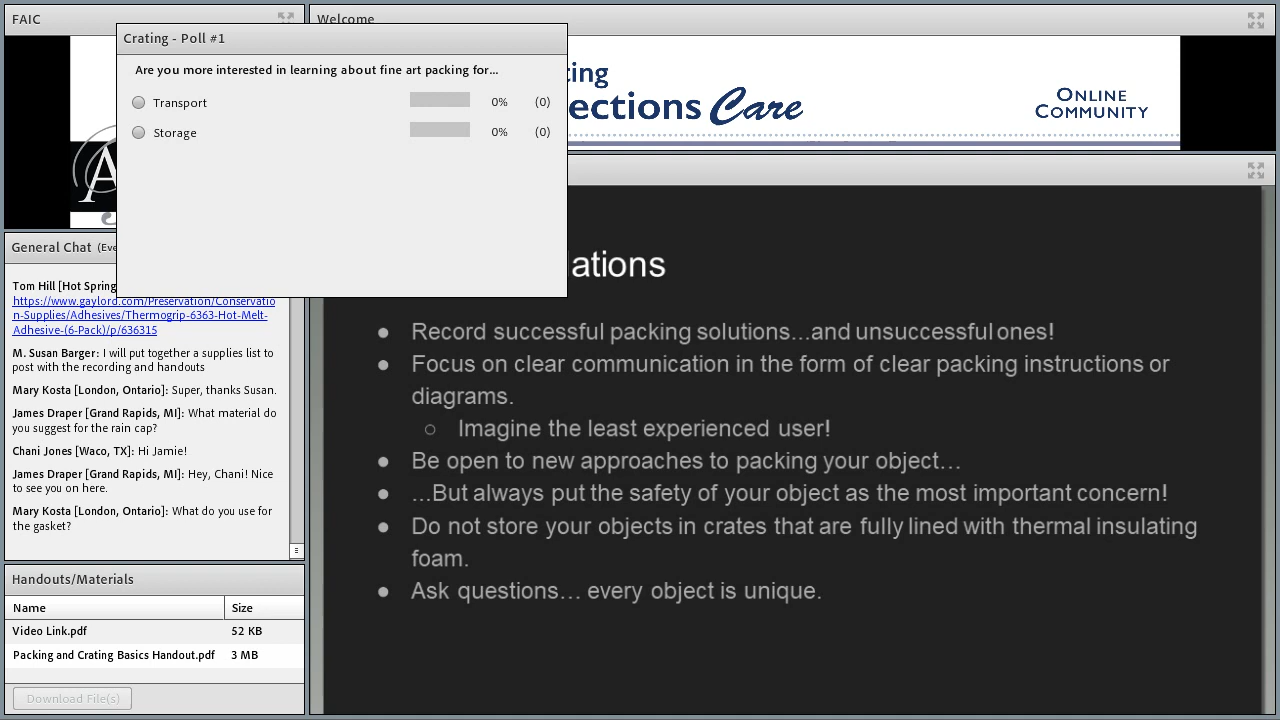 FAIC
Welcome
Crating - Poll #1
Are you more interested in learning about fine art packing for...
Transport 0% (0)
Storage 0% (0)
ting
ections Care
ONLINE
COMMUNITY
A
General Chat (Eve
Tom Hill [Hot Spring
https://www.gaylord.com/Preservation/Conservatio
n-Supplies/Adhesives/Thermogrip-6363-Hot-Melt-
Adhesive-(6-Pack)/p/636315
M. Susan Barger: I will put together a supplies list to
post with the recording and handouts
Mary Kosta [London, Ontario]: Super, thanks Susan.
James Draper [Grand Rapids, MI]: What material do
you suggest for the rain cap?
Chani Jones [Waco, TX]: Hi Jamie!
James Draper [Grand Rapids, MI]: Hey, Chani! Nice
to see you on here.
Mary Kosta [London, Ontario]: What do you use for
the gasket?
Handouts/Materials
Name Size
Video Link.pdf 52 KB
Packing and Crating Basics Handout.pdf 3 MB
Download File(s)
lations
● Record successful packing solutions...and unsuccessful ones!
● Focus on clear communication in the form of clear packing instructions or
diagrams.
○ Imagine the least experienced user!
● Be open to new approaches to packing your object…
● ...But always put the safety of your object as the most important concern!
● Do not store your objects in crates that are fully lined with thermal insulating
foam.
● Ask questions… every object is unique.